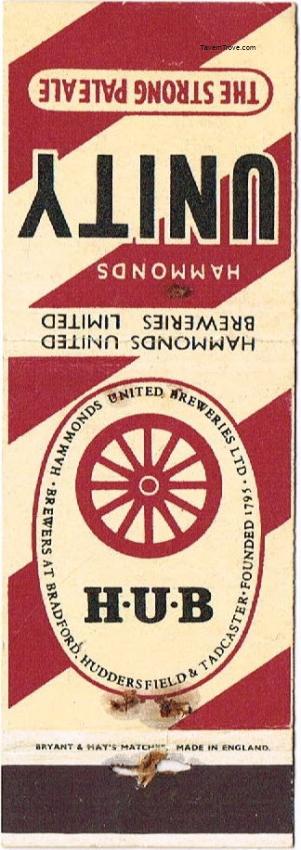 TavernTrove.com
THE STRONG PALE ALE
UNITY
HAMMONDS
HAMMONDS UNITED
BREWERIES LIMITED
HAMMONDS UNITED BREWERIES LTD · FOUNDED 1795 ·
BREWERS AT BRADFORD, HUDDERSFIELD & TADCASTER ·
H·U·B
BRYANT & MAY'S MATCHES MADE IN ENGLAND.